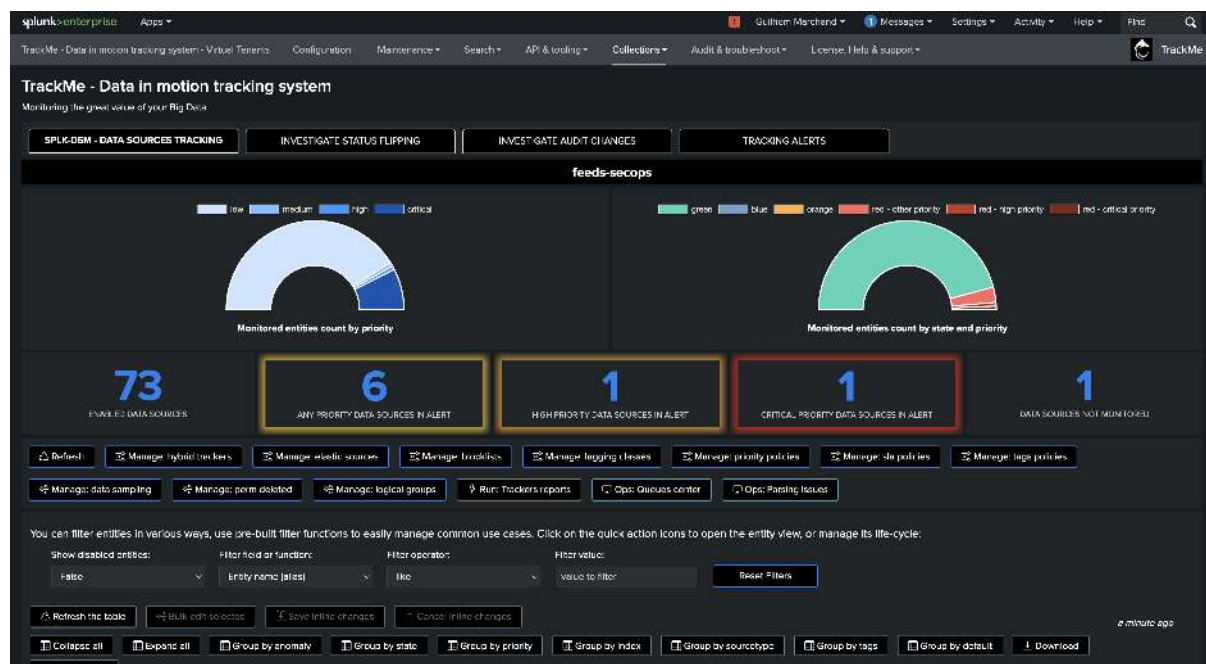 splunk>enterprise Apps Guilhem Marchand 1 Messages Settings Activity Help Find
TrackMe - Data in motion tracking system - Virtual Tenants Configuration Maintenance Search API & tooling Collections Audit & troubleshoot License, Help & support TrackMe
TrackMe - Data in motion tracking system
Monitoring the great value of your Big Data
SPLK-DSM - DATA SOURCES TRACKING INVESTIGATE STATUS FLIPPING INVESTIGATE AUDIT CHANGES TRACKING ALERTS
feeds-secops
low medium high critical
green blue orange red - other priority red - high priority red - critical priority
Monitored entities count by priority
Monitored entities count by state and priority
73 6 1 1 1
ENABLED DATA SOURCES ANY PRIORITY DATA SOURCES IN ALERT HIGH PRIORITY DATA SOURCES IN ALERT CRITICAL PRIORITY DATA SOURCES IN ALERT DATA SOURCES NOT MONITORED
Refresh Manage: hybrid trackers Manage: elastic sources Manage: blocklists Manage: lagging classes Manage: priority policies Manage: sla policies Manage: tags policies
Manage: data sampling Manage: perm deleted Manage: logical groups Run: Trackers reports Ops: Queues center Ops: Parsing issues
You can filter entities in various ways, use pre-built filter functions to easily manage common use cases. Click on the quick action icons to open the entity view, or manage its life-cycle:
Show disabled entities: Filter field or function: Filter operator: Filter value:
False Entity name (alias) like value to filter Reset Filters
Refresh the table Bulk edit selected Save inline changes Cancel inline changes
a minute ago
Collapse all Expand all Group by anomaly Group by state Group by priority Group by index Group by sourcetype Group by tags Group by default Download